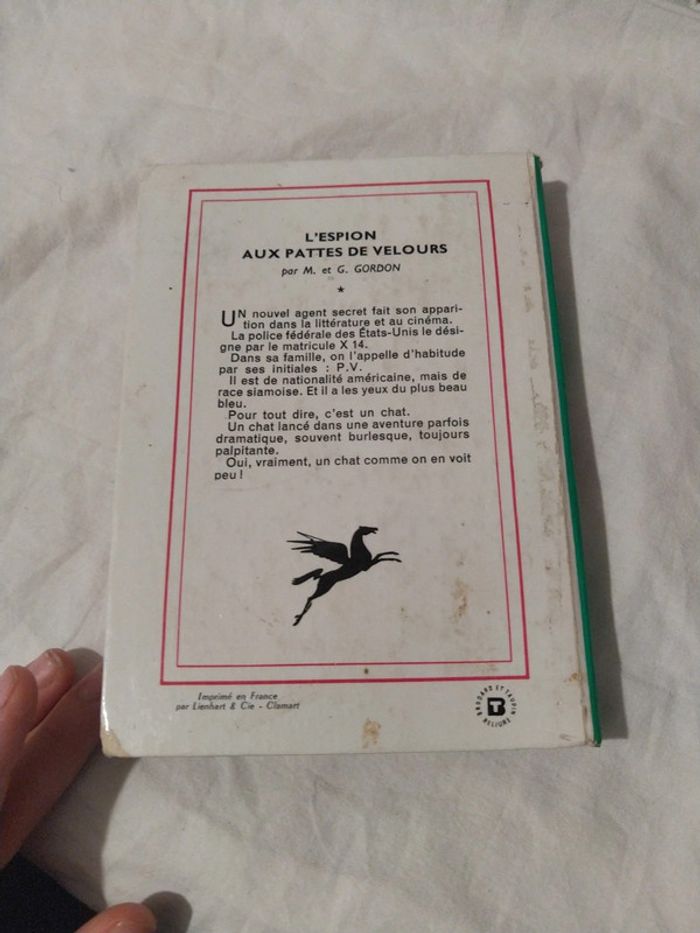 L'ESPION
AUX PATTES DE VELOURS
par M. et G. GORDON
★
UN nouvel agent secret fait son appari-
tion dans la littérature et au cinéma.
La police fédérale des États-Unis le dési-
gne par le matricule X 14.
Dans sa famille, on l'appelle d'habitude
par ses initiales : P.V.
Il est de nationalité américaine, mais de
race siamoise. Et il a les yeux du plus beau
bleu.
Pour tout dire, c'est un chat.
Un chat lancé dans une aventure parfois
dramatique, souvent burlesque, toujours
palpitante.
Oui, vraiment, un chat comme on en voit
peu !
Imprimé en France
par Lienhart & Cie - Clamart
BRODARD ET TAUPIN
RELIURE